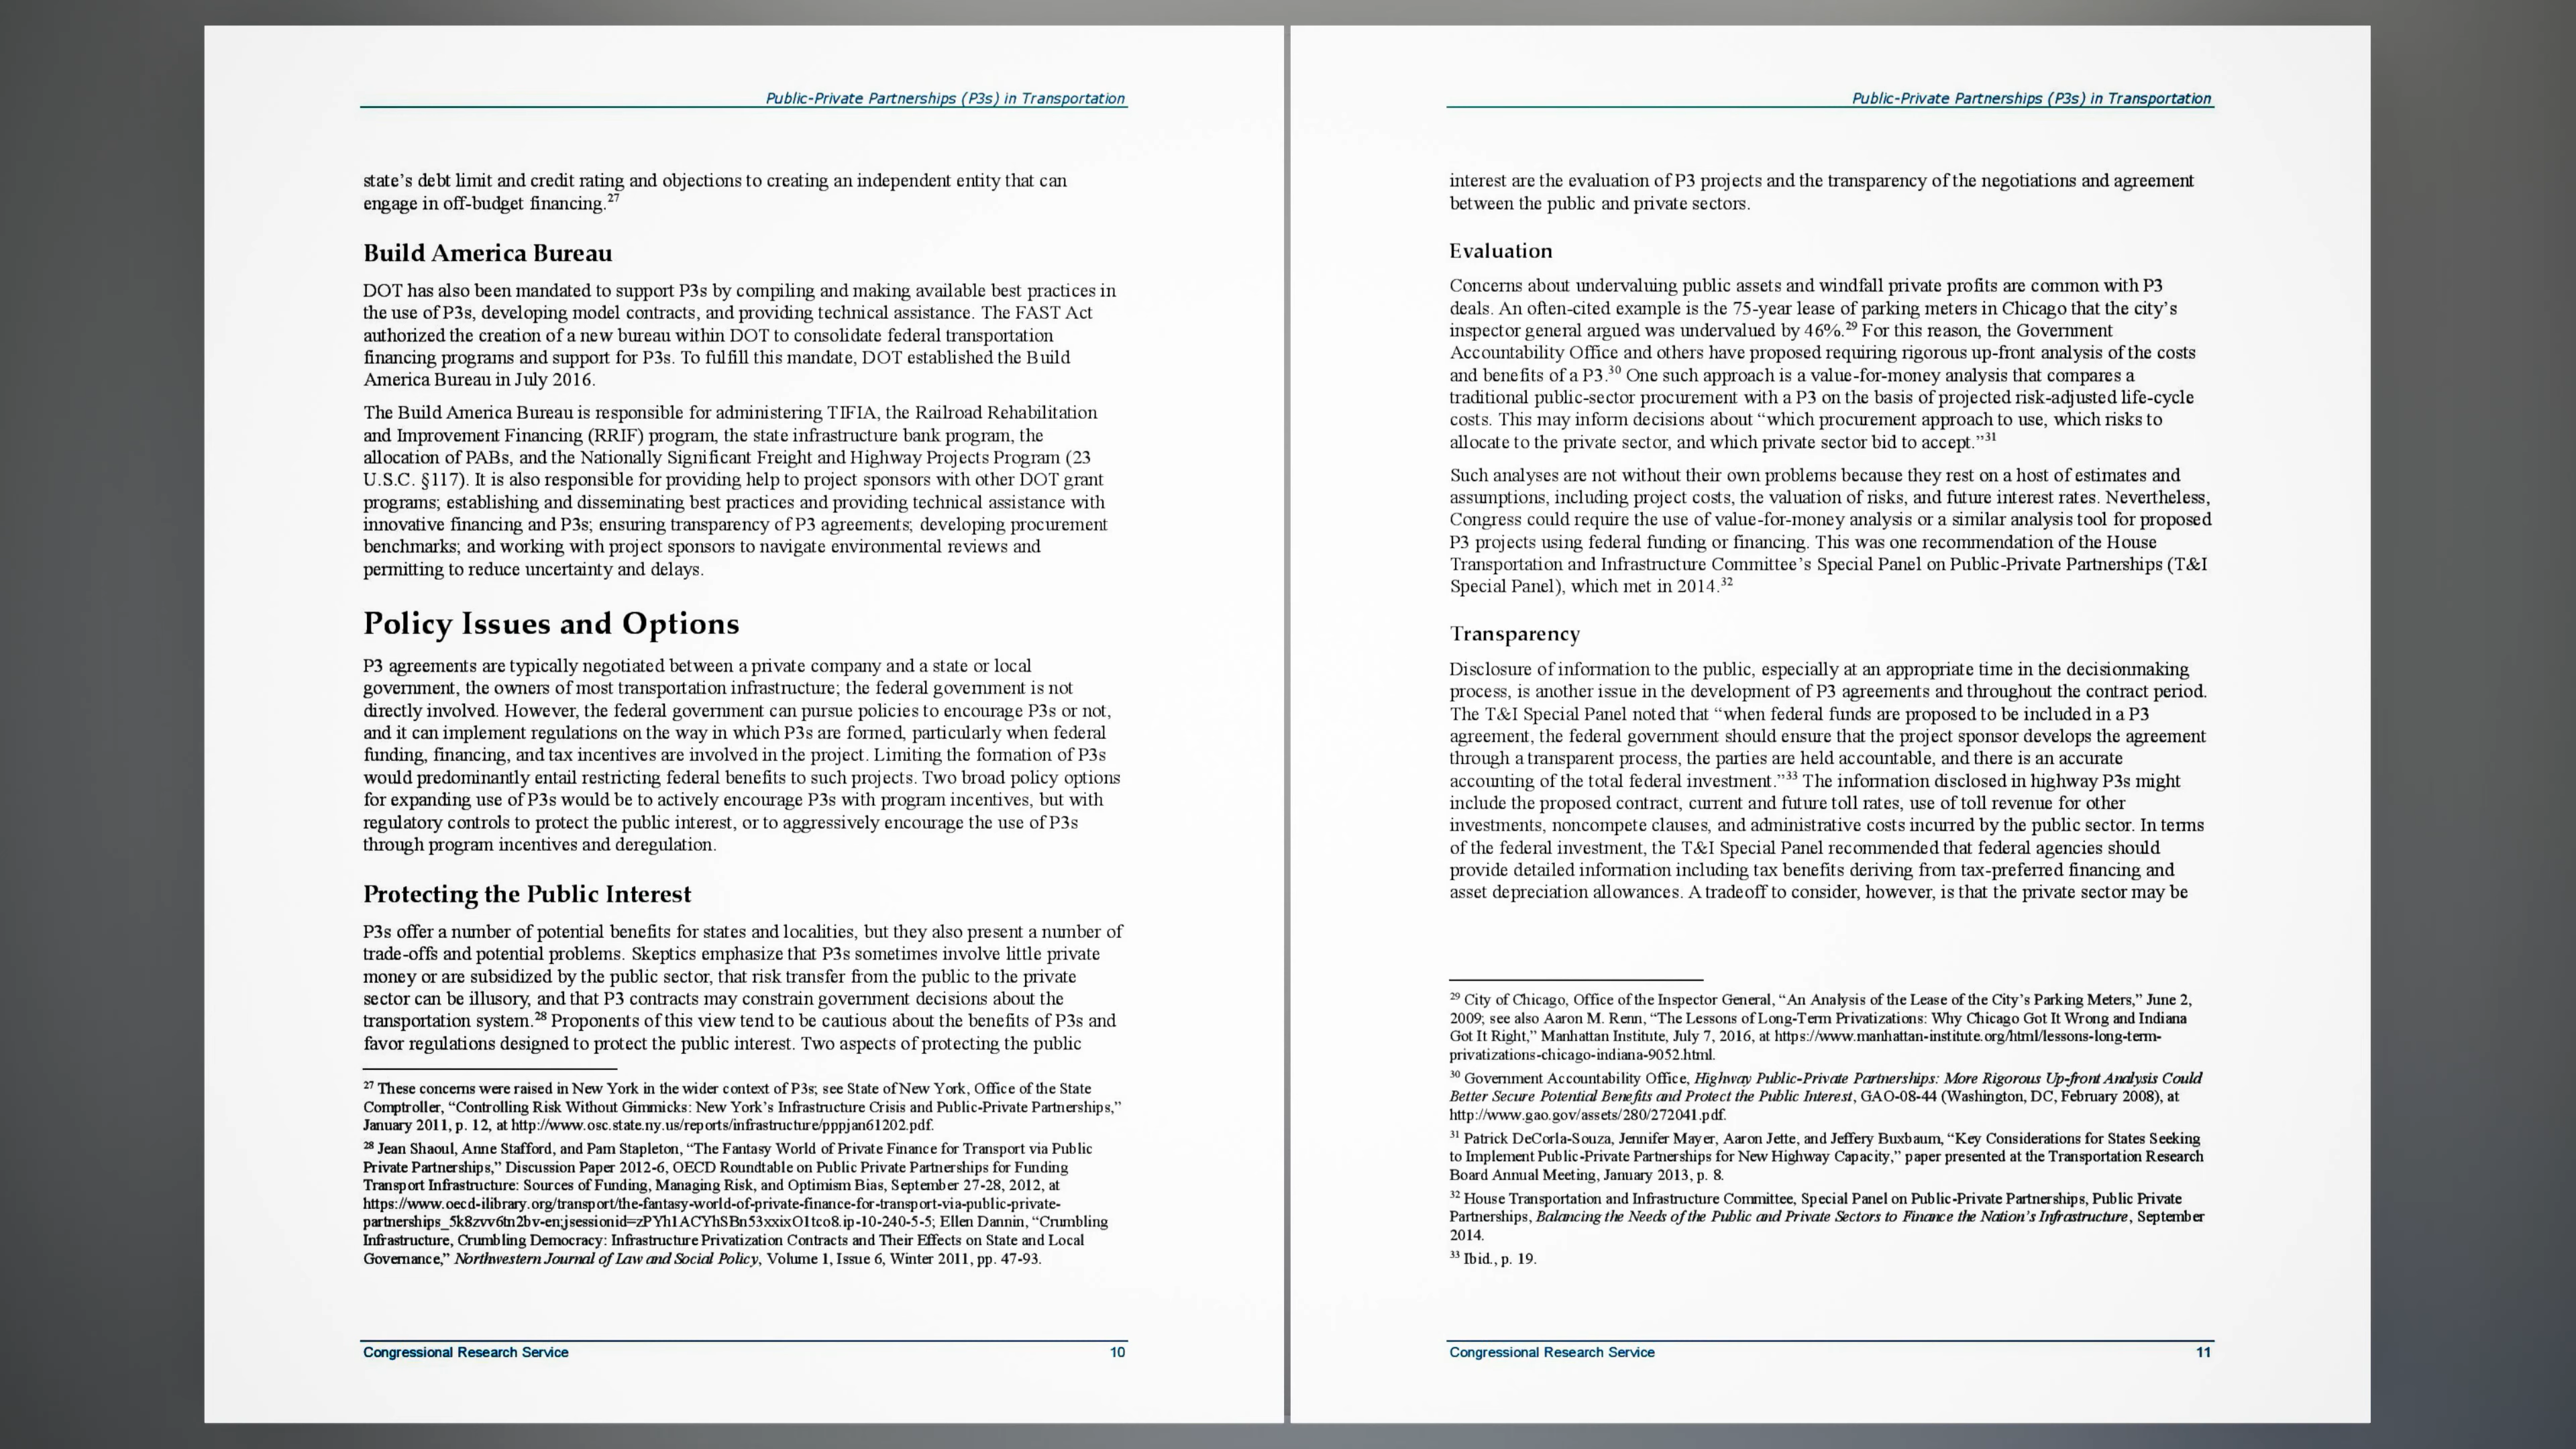 Public-Private Partnerships (P3s) in Transportation
state's debt limit and credit rating and objections to creating an independent entity that can
engage in off-budget financing.27
Build America Bureau
DOT has also been mandated to support P3s by compiling and making available best practices in
the use of P3s, developing model contracts, and providing technical assistance. The FAST Act
authorized the creation of a new bureau within DOT to consolidate federal transportation
financing programs and support for P3s. To fulfill this mandate, DOT established the Build
America Bureau in July 2016.
The Build America Bureau is responsible for administering TIFIA, the Railroad Rehabilitation
and Improvement Financing (RRIF) program, the state infrastructure bank program, the
allocation of PABs, and the Nationally Significant Freight and Highway Projects Program (23
U.S.C. §117). It is also responsible for providing help to project sponsors with other DOT grant
programs; establishing and disseminating best practices and providing technical assistance with
innovative financing and P3s; ensuring transparency of P3 agreements; developing procurement
benchmarks; and working with project sponsors to navigate environmental reviews and
permitting to reduce uncertainty and delays.
Policy Issues and Options
P3 agreements are typically negotiated between a private company and a state or local
government, the owners of most transportation infrastructure; the federal government is not
directly involved. However, the federal government can pursue policies to encourage P3s or not,
and it can implement regulations on the way in which P3s are formed, particularly when federal
funding, financing, and tax incentives are involved in the project. Limiting the formation of P3s
would predominantly entail restricting federal benefits to such projects. Two broad policy options
for expanding use of P3s would be to actively encourage P3s with program incentives, but with
regulatory controls to protect the public interest, or to aggressively encourage the use of P3s
through program incentives and deregulation.
Protecting the Public Interest
P3s offer a number of potential benefits for states and localities, but they also present a number of
trade-offs and potential problems. Skeptics emphasize that P3s sometimes involve little private
money or are subsidized by the public sector, that risk transfer from the public to the private
sector can be illusory, and that P3 contracts may constrain government decisions about the
transportation system.28 Proponents of this view tend to be cautious about the benefits of P3s and
favor regulations designed to protect the public interest. Two aspects of protecting the public
27 These concerns were raised in New York in the wider context of P3s; see State of New York, Office of the State
Comptroller, “Controlling Risk Without Gimmicks: New York's Infrastructure Crisis and Public-Private Partnerships,”
January 2011, p. 12, at http://www.osc.state.ny.us/reports/infrastructure/pppjan61202.pdf.
28 Jean Shaoul, Anne Stafford, and Pam Stapleton, “The Fantasy World of Private Finance for Transport via Public
Private Partnerships,” Discussion Paper 2012-6, OECD Roundtable on Public Private Partnerships for Funding
Transport Infrastructure: Sources of Funding, Managing Risk, and Optimism Bias, September 27-28, 2012, at
https://www.oecd-ilibrary.org/transport/the-fantasy-world-of-private-finance-for-transport-via-public-private-
partnerships_5k8zvv6tn2bv-en;jsessionid=zPYh1ACYhSBn53xxixO1tco8.ip-10-240-5-5; Ellen Dannin, “Crumbling
Infrastructure, Crumbling Democracy: Infrastructure Privatization Contracts and Their Effects on State and Local
Governance,” Northwestern Journal of Law and Social Policy, Volume 1, Issue 6, Winter 2011, pp. 47-93.
Congressional Research Service 10
Public-Private Partnerships (P3s) in Transportation
interest are the evaluation of P3 projects and the transparency of the negotiations and agreement
between the public and private sectors.
Evaluation
Concerns about undervaluing public assets and windfall private profits are common with P3
deals. An often-cited example is the 75-year lease of parking meters in Chicago that the city's
inspector general argued was undervalued by 46%.29 For this reason, the Government
Accountability Office and others have proposed requiring rigorous up-front analysis of the costs
and benefits of a P3.30 One such approach is a value-for-money analysis that compares a
traditional public-sector procurement with a P3 on the basis of projected risk-adjusted life-cycle
costs. This may inform decisions about “which procurement approach to use, which risks to
allocate to the private sector, and which private sector bid to accept.”31
Such analyses are not without their own problems because they rest on a host of estimates and
assumptions, including project costs, the valuation of risks, and future interest rates. Nevertheless,
Congress could require the use of value-for-money analysis or a similar analysis tool for proposed
P3 projects using federal funding or financing. This was one recommendation of the House
Transportation and Infrastructure Committee's Special Panel on Public-Private Partnerships (T&I
Special Panel), which met in 2014.32
Transparency
Disclosure of information to the public, especially at an appropriate time in the decisionmaking
process, is another issue in the development of P3 agreements and throughout the contract period.
The T&I Special Panel noted that “when federal funds are proposed to be included in a P3
agreement, the federal government should ensure that the project sponsor develops the agreement
through a transparent process, the parties are held accountable, and there is an accurate
accounting of the total federal investment.”33 The information disclosed in highway P3s might
include the proposed contract, current and future toll rates, use of toll revenue for other
investments, noncompete clauses, and administrative costs incurred by the public sector. In terms
of the federal investment, the T&I Special Panel recommended that federal agencies should
provide detailed information including tax benefits deriving from tax-preferred financing and
asset depreciation allowances. A tradeoff to consider, however, is that the private sector may be
29 City of Chicago, Office of the Inspector General, “An Analysis of the Lease of the City's Parking Meters,” June 2,
2009; see also Aaron M. Renn, “The Lessons of Long-Term Privatizations: Why Chicago Got It Wrong and Indiana
Got It Right,” Manhattan Institute, July 7, 2016, at https://www.manhattan-institute.org/html/lessons-long-term-
privatizations-chicago-indiana-9052.html.
30 Government Accountability Office, Highway Public-Private Partnerships: More Rigorous Up-front Analysis Could
Better Secure Potential Benefits and Protect the Public Interest, GAO-08-44 (Washington, DC, February 2008), at
http://www.gao.gov/assets/280/272041.pdf.
31 Patrick DeCorla-Souza, Jennifer Mayer, Aaron Jette, and Jeffery Buxbaum, “Key Considerations for States Seeking
to Implement Public-Private Partnerships for New Highway Capacity,” paper presented at the Transportation Research
Board Annual Meeting, January 2013, p. 8.
32 House Transportation and Infrastructure Committee, Special Panel on Public-Private Partnerships, Public Private
Partnerships, Balancing the Needs of the Public and Private Sectors to Finance the Nation's Infrastructure, September
2014.
33 Ibid., p. 19.
Congressional Research Service 11